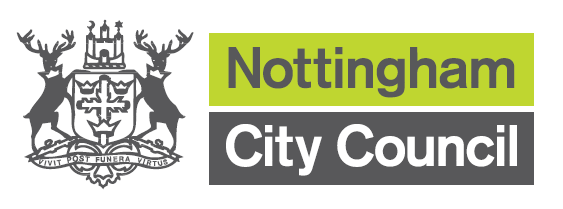 Nottingham
City Council
VIVIT POST FUNERA VIRTUS